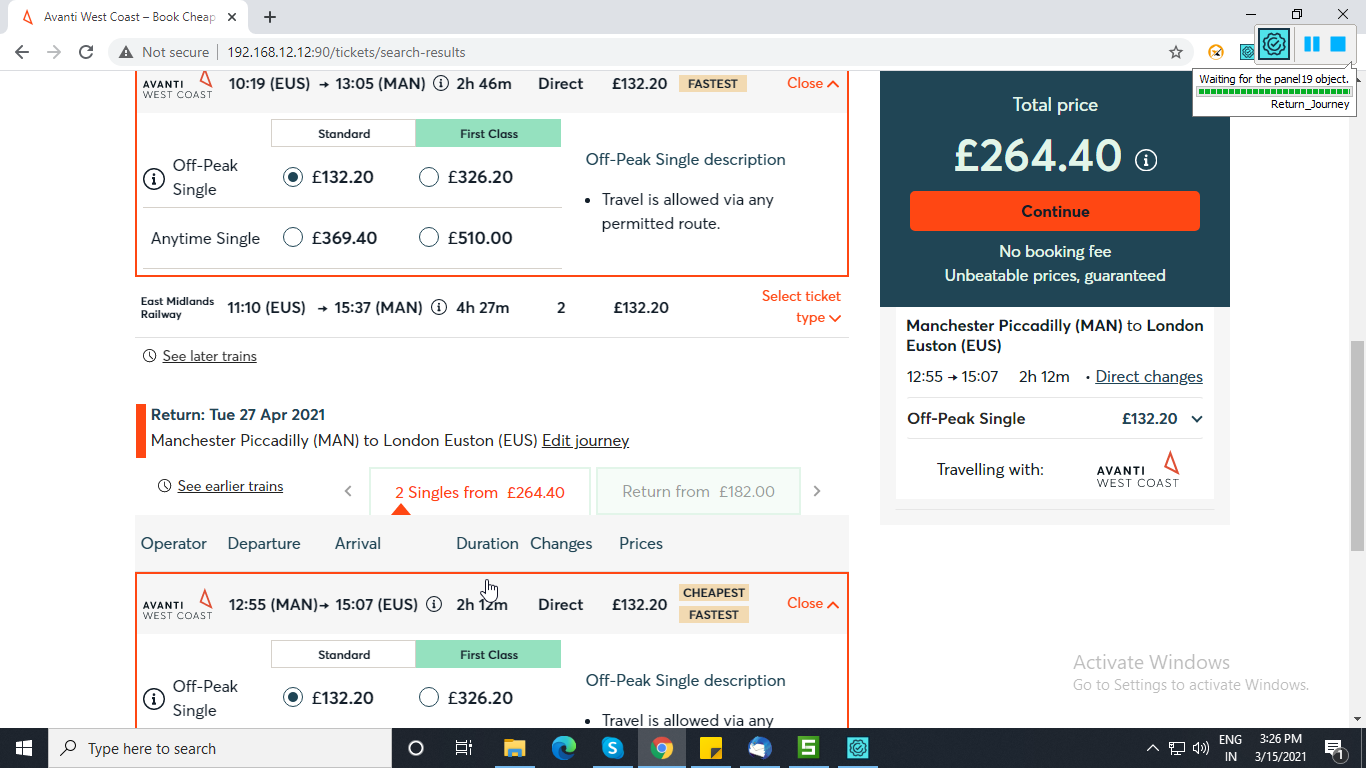 Avanti West Coast – Book Cheap
Not secure 192.168.12.12:90/tickets/search-results
Waiting for the panel19 object.
Return_Journey
AVANTI
WEST COAST
10:19 (EUS) → 13:05 (MAN) 2h 46m Direct £132.20 FASTEST Close
Standard First Class
Off-Peak
Single
£132.20 £326.20
Anytime Single £369.40 £510.00
Off-Peak Single description
• Travel is allowed via any
permitted route.
East Midlands
Railway
11:10 (EUS) → 15:37 (MAN) 4h 27m 2 £132.20
Select ticket
type
See later trains
Return: Tue 27 Apr 2021
Manchester Piccadilly (MAN) to London Euston (EUS) Edit journey
See earlier trains
2 Singles from £264.40
Return from £182.00
Operator Departure Arrival Duration Changes Prices
AVANTI
WEST COAST
12:55 (MAN)→ 15:07 (EUS) 2h 12m Direct £132.20
CHEAPEST
FASTEST
Close
Standard First Class
Off-Peak
Single
£132.20 £326.20
Off-Peak Single description
• Travel is allowed via any
Total price
£264.40
Continue
No booking fee
Unbeatable prices, guaranteed
Manchester Piccadilly (MAN) to London
Euston (EUS)
12:55 → 15:07 2h 12m • Direct changes
Off-Peak Single £132.20
Travelling with:
AVANTI
WEST COAST
Activate Windows
Go to Settings to activate Windows.
Type here to search
ENG
IN
3:26 PM
3/15/2021
1